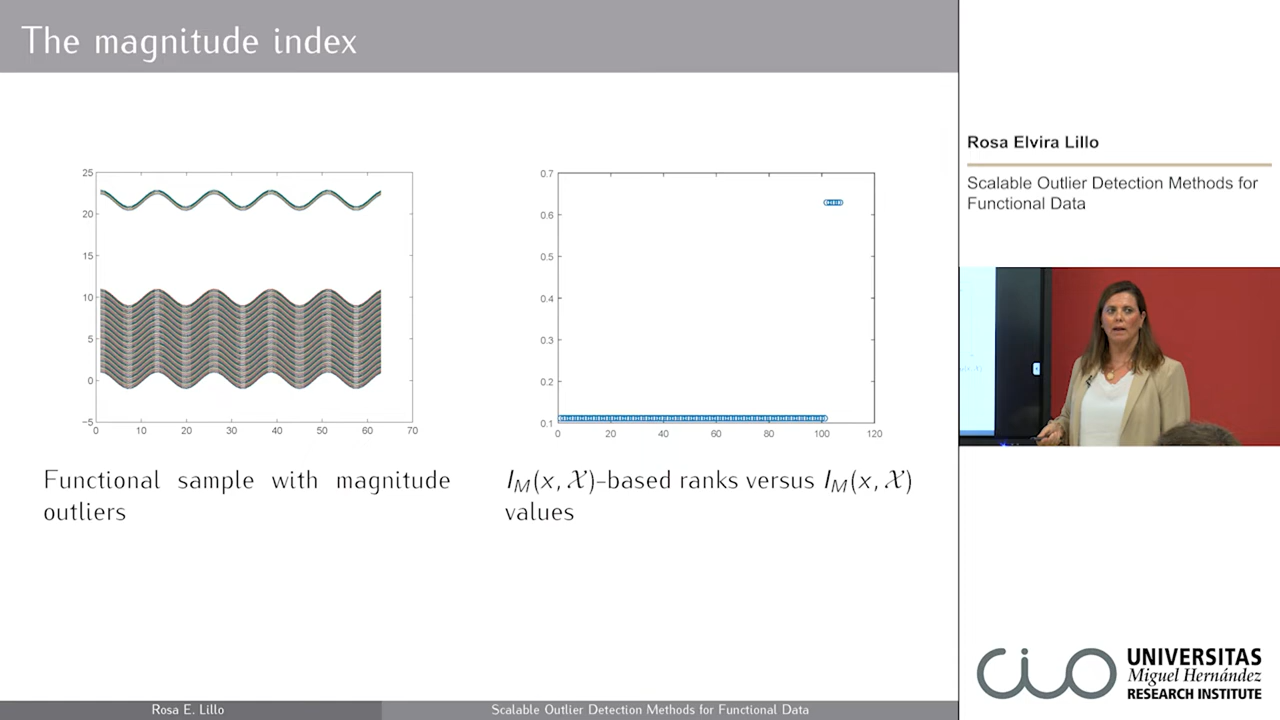 The magnitude index
25
20
15
10
5
0
−5
0 10 20 30 40 50 60 70
0.7
0.6
0.5
0.4
0.3
0.2
0.1
0 20 40 60 80 100 120
Functional sample with magnitude
outliers
I_M(x, 𝒳)-based ranks versus I_M(x, 𝒳)
values
Rosa E. Lillo
Scalable Outlier Detection Methods for Functional Data
Rosa Elvira Lillo
Scalable Outlier Detection Methods for
Functional Data
cio
UNIVERSITAS
Miguel Hernández
RESEARCH INSTITUTE